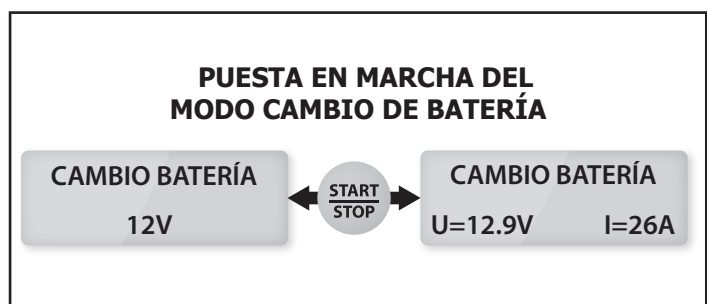 PUESTA EN MARCHA DEL
MODO CAMBIO DE BATERÍA
CAMBIO BATERÍA
12V
START
STOP
CAMBIO BATERÍA
U=12.9V I=26A